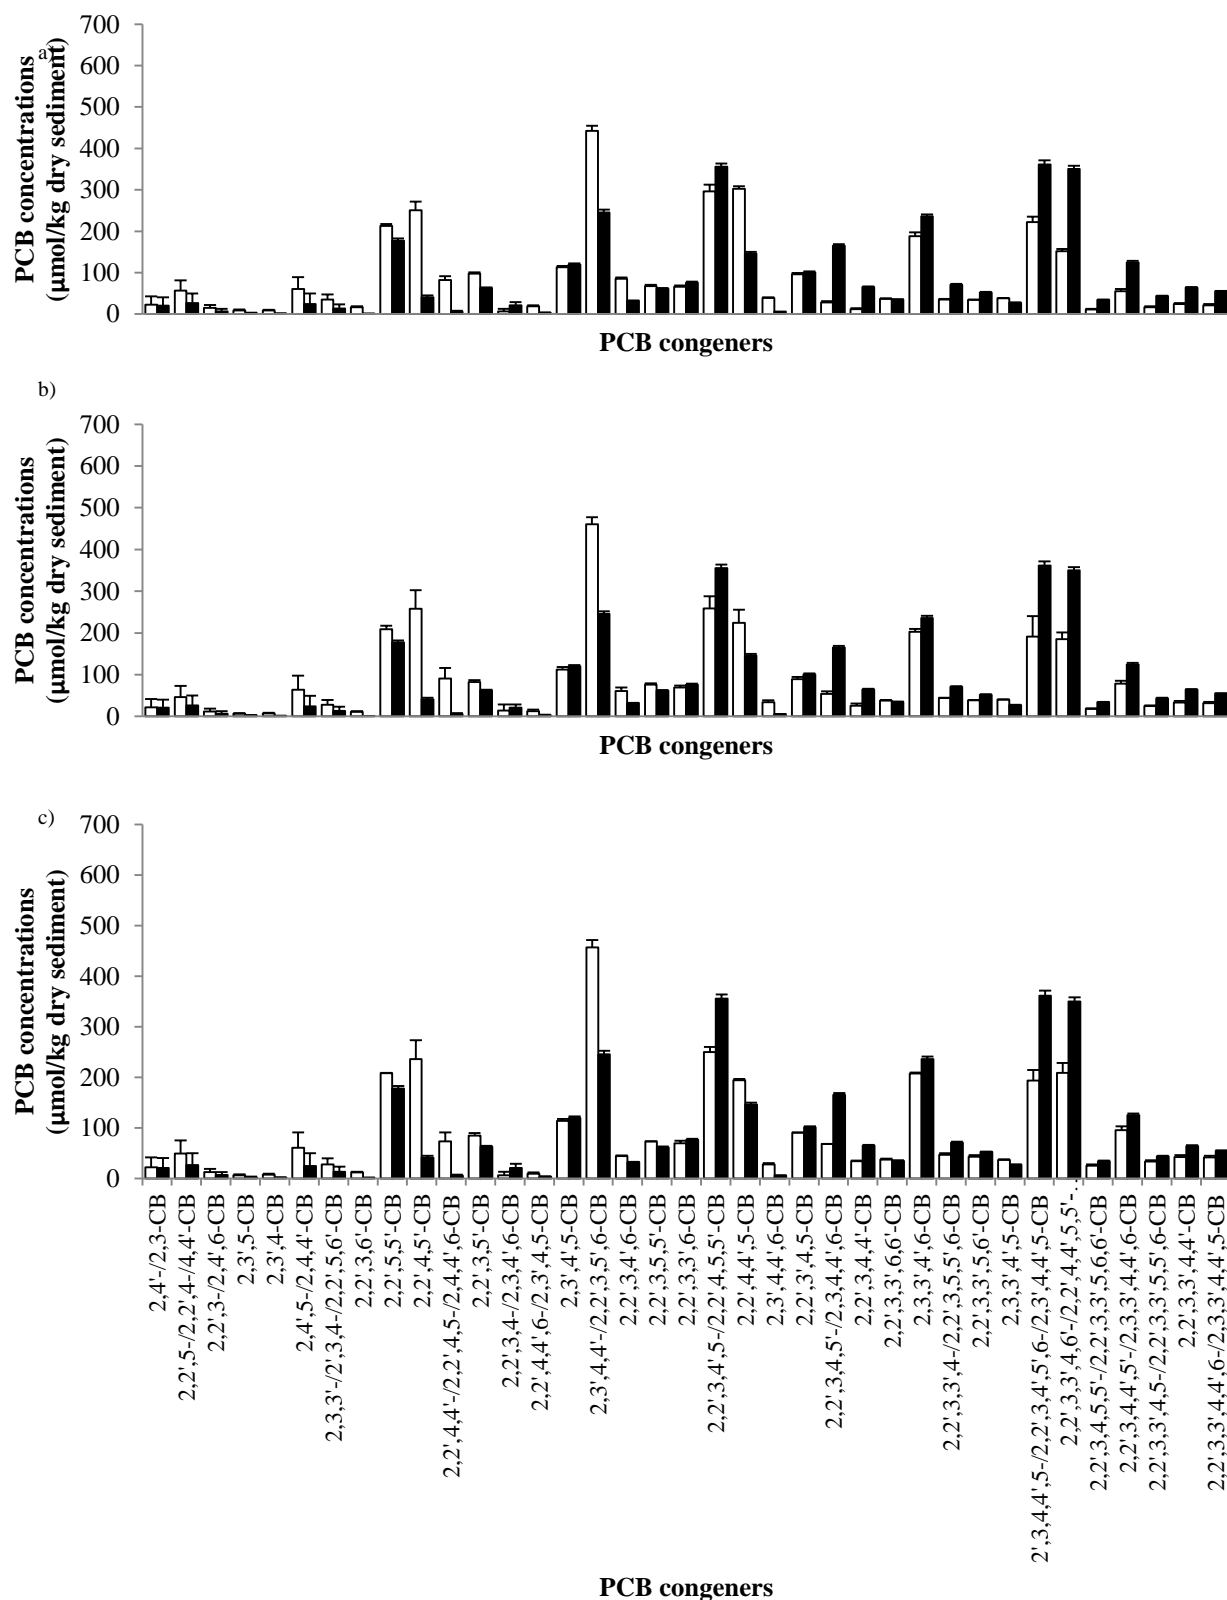 a)
PCB concentrations
(µmol/kg dry sediment)
700
600
500
400
300
200
100
0
PCB congeners
b)
PCB concentrations
(µmol/kg dry sediment)
700
600
500
400
300
200
100
0
PCB congeners
c)
PCB concentrations
(µmol/kg dry sediment)
700
600
500
400
300
200
100
0
2,4'-/2,3-CB
2,2',5-/2,2',4-/4,4'-CB
2,2',3-/2,4',6-CB
2,3',5-CB
2,3',4-CB
2,4',5-/2,4,4'-CB
2,3,3'-/2',3,4-/2,2',5,6'-CB
2,2',3,6'-CB
2,2',5,5'-CB
2,2',4,5'-CB
2,2',4,4'-/2,2',4,5-/2,4,4',6-CB
2,2',3,5'-CB
2,2',3,4-/2,3,4',6-CB
2,2',4,4',6-/2,3',4,5-CB
2,3',4',5-CB
2,3',4,4'-/2,2',3,5',6-CB
2,2',3,4',6-CB
2,2',3,5,5'-CB
2,2',3,3',6-CB
2,2',3,4',5-/2,2',4,5,5'-CB
2,2',4,4',5-CB
2,3',4,4',6-CB
2,2',3',4,5-CB
2,2',3,4,5'-/2,3,4,4',6-CB
2,2',3,4,4'-CB
2,2',3,3',6,6'-CB
2,3,3',4',6-CB
2,2',3,3',4-/2,2',3,5,5',6-CB
2,2',3,3',5,6'-CB
2,3,3',4',5-CB
2',3,4,4',5-/2,2',3,4',5',6-/2,3',4,4',5-CB
2,2',3,3',4,6'-/2,2',4,4',5,5'-…
2,2',3,4,5,5'-/2,2',3,3',5,6,6'-CB
2,2',3,4,4',5'-/2,3,3',4,4',6-CB
2,2',3,3',4,5-/2,2',3,3',5,5',6-CB
2,2',3,3',4,4'-CB
2,2',3,3',4,4',6-/2,3,3',4,4',5-CB
PCB congeners